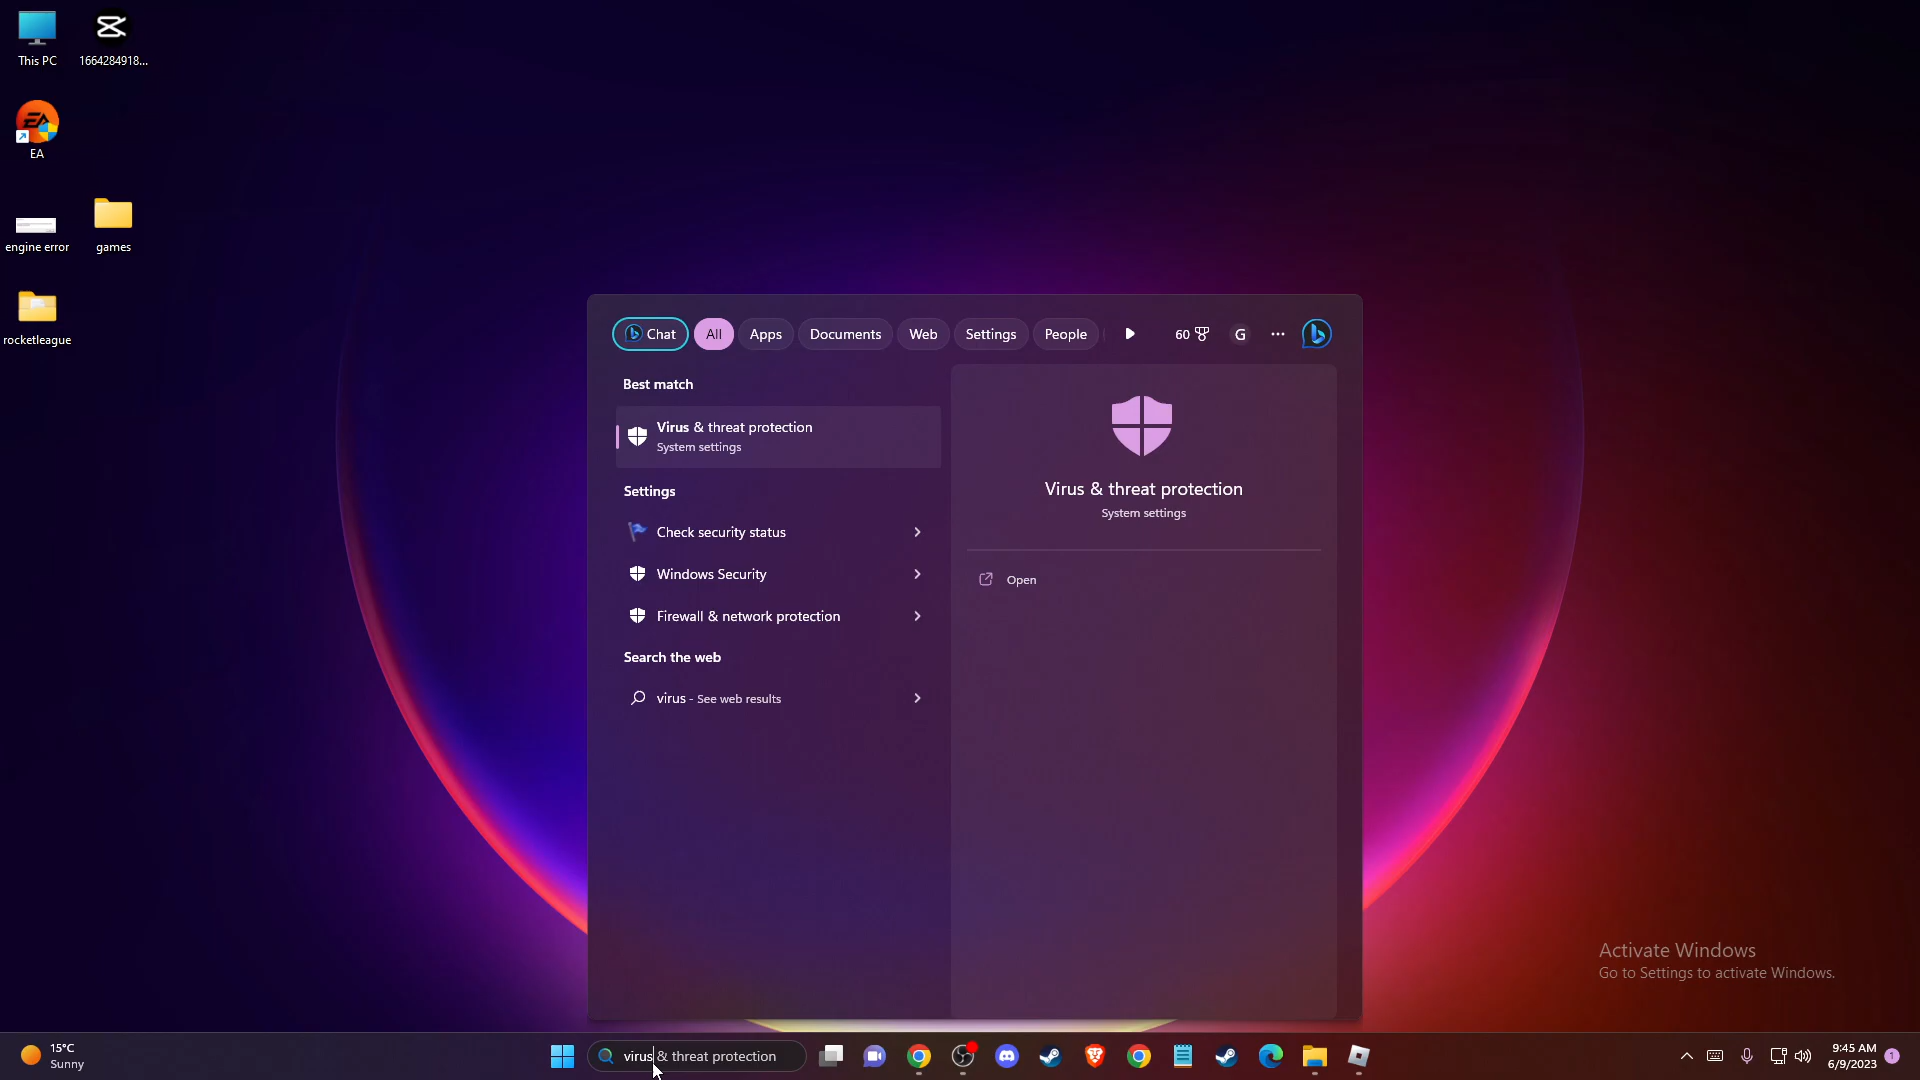 This PC
1664284918...
EA
engine error
games
rocketleague
Chat
All
Apps
Documents
Web
Settings
People
60
G
Best match
Virus & threat protection
System settings
Settings
Check security status
Windows Security
Firewall & network protection
Search the web
virus - See web results
Virus & threat protection
System settings
Open
Activate Windows
Go to Settings to activate Windows.
15°C
Sunny
virus & threat protection
9:45 AM
6/9/2023
1